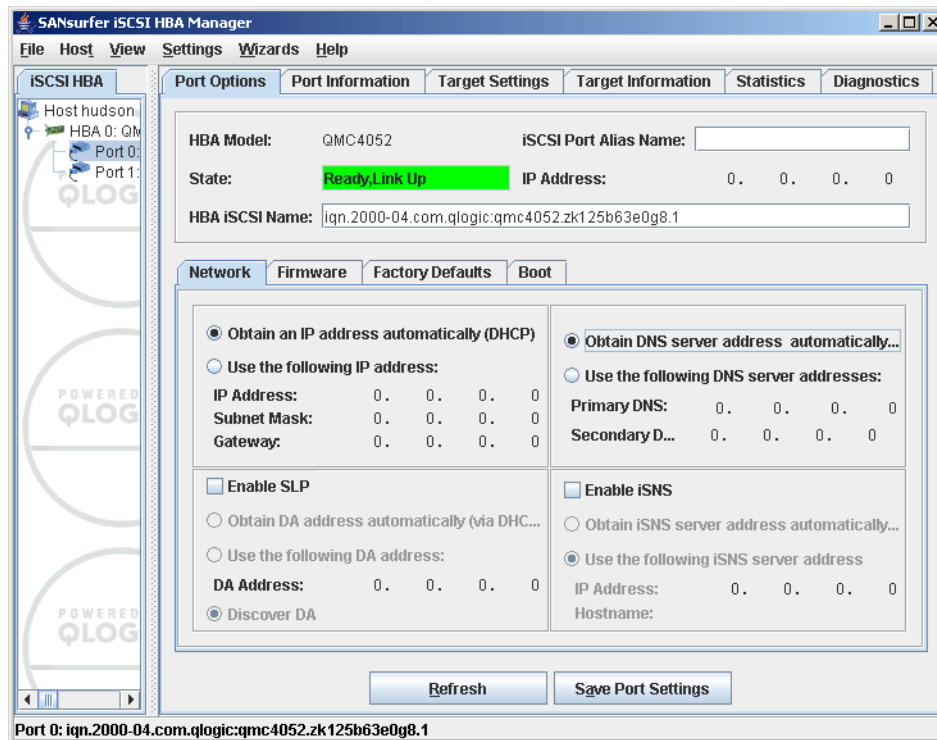 SANsurfer iSCSI HBA Manager
File Host View Settings Wizards Help
iSCSI HBA
Host hudson
HBA 0: QM
Port 0:
Port 1:
QLOG
POWERED
QLOG
POWERED
QLOG
Port Options Port Information Target Settings Target Information Statistics Diagnostics
HBA Model: QMC4052 iSCSI Port Alias Name:
State: Ready,Link Up IP Address: 0. 0. 0. 0
HBA iSCSI Name: iqn.2000-04.com.qlogic:qmc4052.zk125b63e0g8.1
Network Firmware Factory Defaults Boot
Obtain an IP address automatically (DHCP)
Use the following IP address:
IP Address: 0. 0. 0. 0
Subnet Mask: 0. 0. 0. 0
Gateway: 0. 0. 0. 0
Obtain DNS server address automatically...
Use the following DNS server addresses:
Primary DNS: 0. 0. 0. 0
Secondary D... 0. 0. 0. 0
Enable SLP
Obtain DA address automatically (via DHC...
Use the following DA address:
DA Address: 0. 0. 0. 0
Discover DA
Enable iSNS
Obtain iSNS server address automatically...
Use the following iSNS server address
IP Address: 0. 0. 0. 0
Hostname:
Refresh Save Port Settings
Port 0: iqn.2000-04.com.qlogic:qmc4052.zk125b63e0g8.1